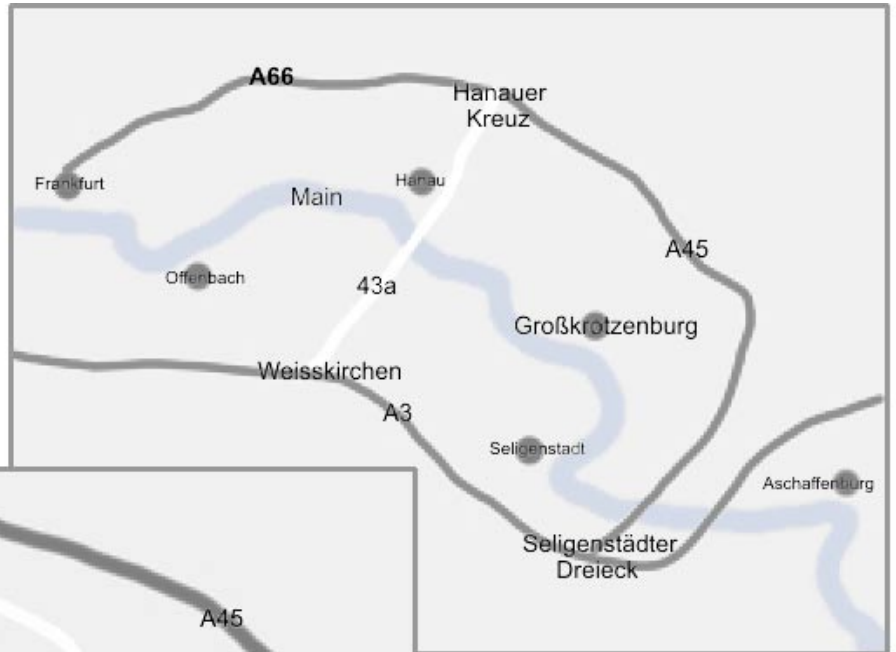 A66
Hanauer
Kreuz
Frankfurt
Hanau
Main
A45
Offenbach
43a
Großkrotzenburg
Weisskirchen
A3
Seligenstadt
Aschaffenburg
Seligenstädter
Dreieck
A45